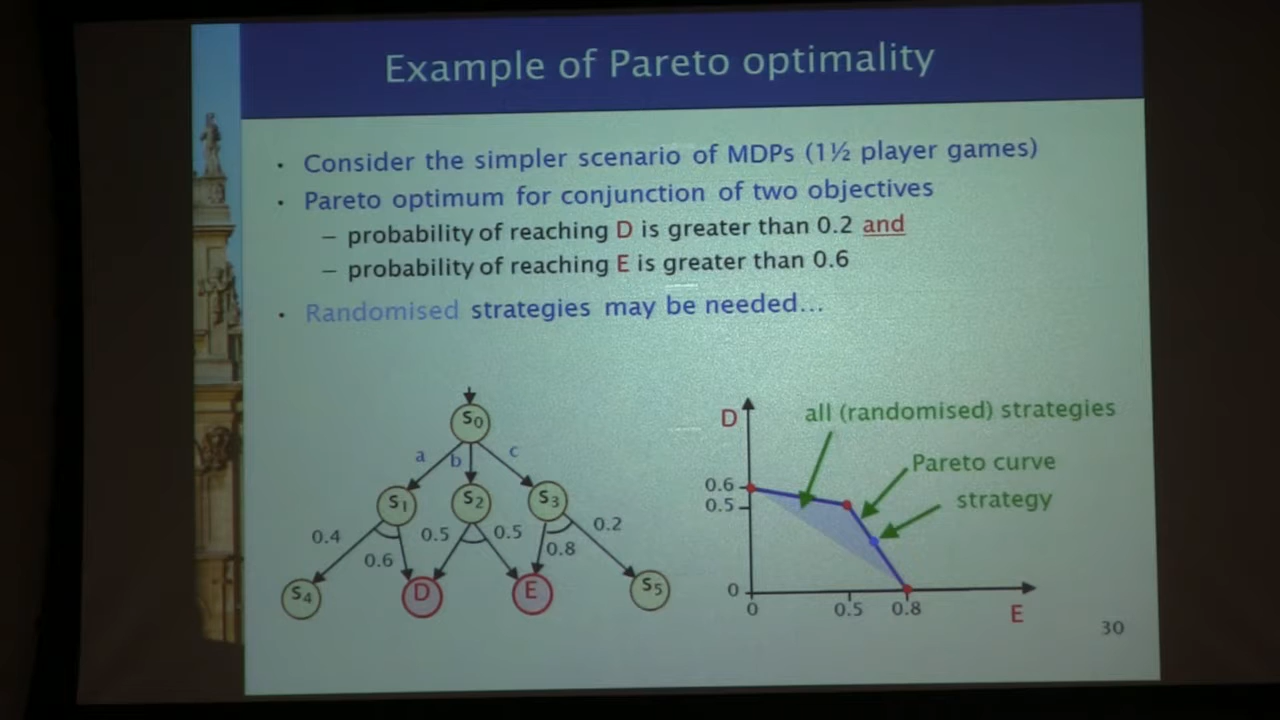 Example of Pareto optimality
· Consider the simpler scenario of MDPs (1½ player games)
· Pareto optimum for conjunction of two objectives
– probability of reaching D is greater than 0.2 and
– probability of reaching E is greater than 0.6
· Randomised strategies may be needed...
s0
a b c
s1 s2 s3
0.4 0.6 0.5 0.5 0.8 0.2
s4 D E s5
D
all (randomised) strategies
Pareto curve
strategy
0.6
0.5
0
0 0.5 0.8
E
30